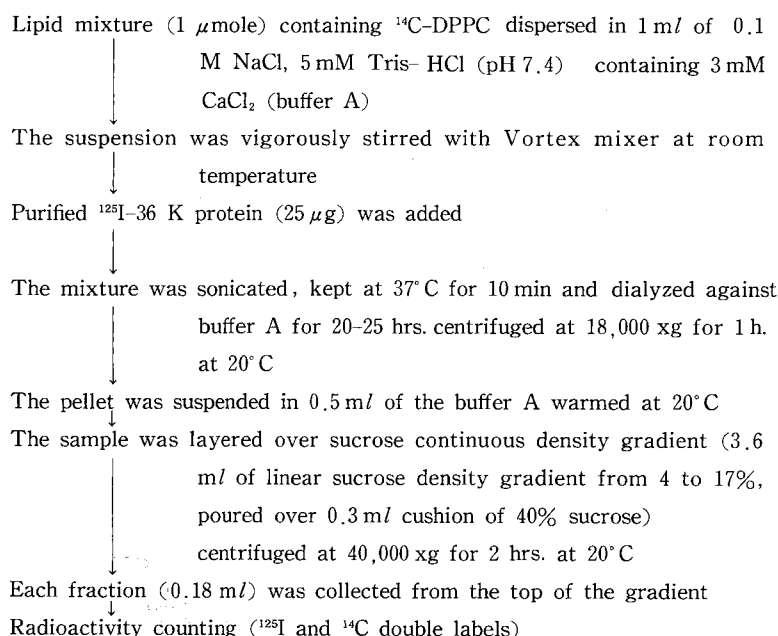 Lipid mixture (1 μmole) containing ¹⁴C-DPPC dispersed in 1 ml of 0.1
M NaCl, 5 mM Tris- HCl (pH 7.4) containing 3 mM
CaCl₂ (buffer A)
The suspension was vigorously stirred with Vortex mixer at room
temperature
Purified ¹²⁵I-36 K protein (25 μg) was added
The mixture was sonicated, kept at 37°C for 10 min and dialyzed against
buffer A for 20-25 hrs. centrifuged at 18,000 xg for 1 h.
at 20°C
The pellet was suspended in 0.5 ml of the buffer A warmed at 20°C
The sample was layered over sucrose continuous density gradient (3.6
ml of linear sucrose density gradient from 4 to 17%,
poured over 0.3 ml cushion of 40% sucrose)
centrifuged at 40,000 xg for 2 hrs. at 20°C
Each fraction (0.18 ml) was collected from the top of the gradient
Radioactivity counting (¹²⁵I and ¹⁴C double labels)